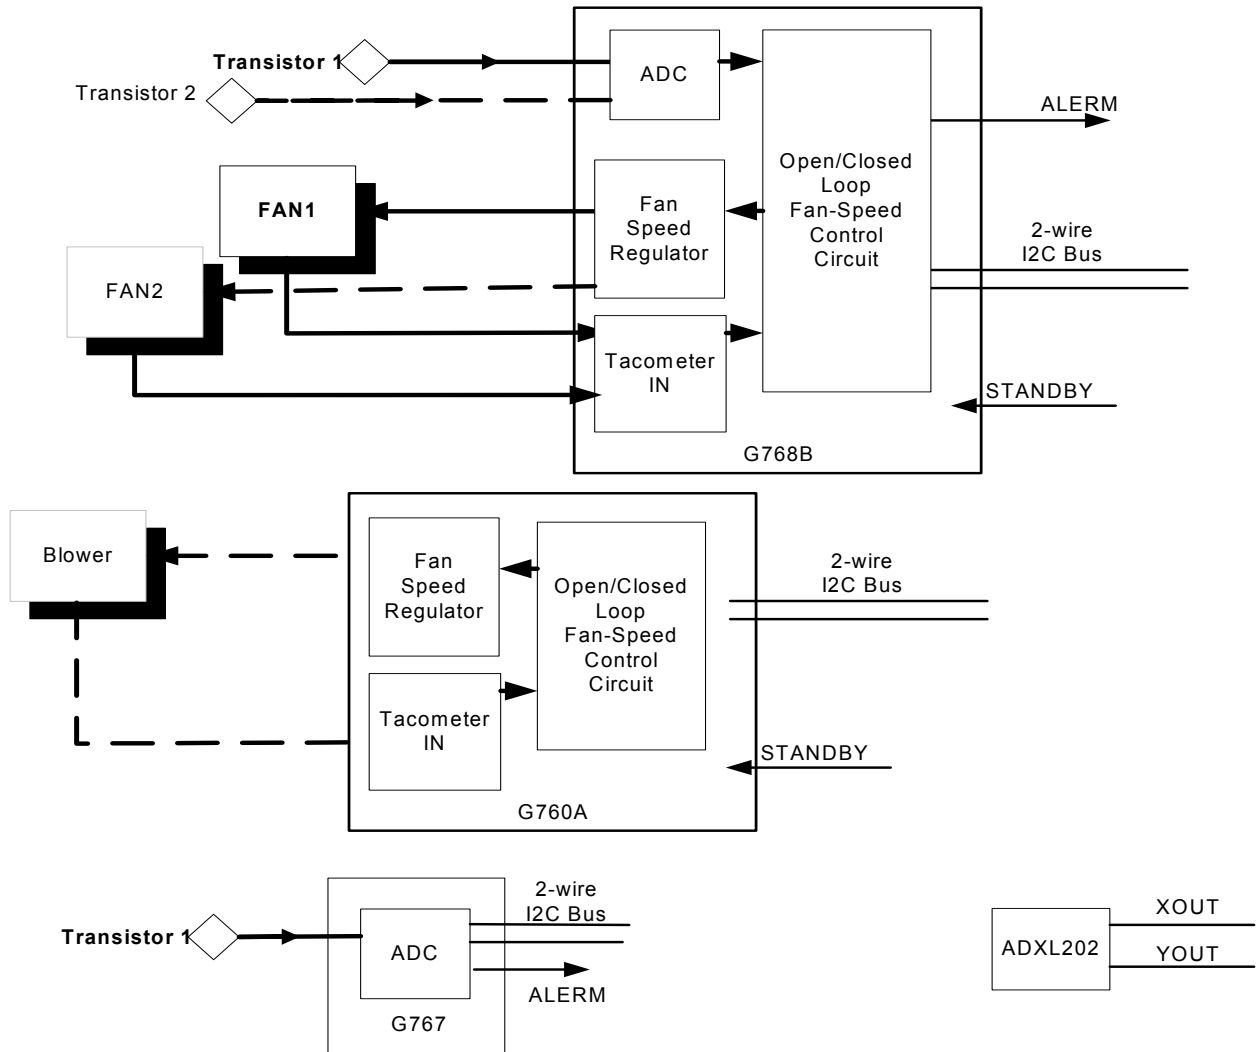 Transistor 1
Transistor 2
ADC
ALERM
FAN1
Fan
Speed
Regulator
Open/Closed
Loop
Fan-Speed
Control
Circuit
2-wire
I2C Bus
FAN2
Tacometer
IN
STANDBY
G768B
Blower
Fan
Speed
Regulator
Open/Closed
Loop
Fan-Speed
Control
Circuit
2-wire
I2C Bus
Tacometer
IN
STANDBY
G760A
Transistor 1
ADC
2-wire
I2C Bus
ALERM
G767
ADXL202
XOUT
YOUT